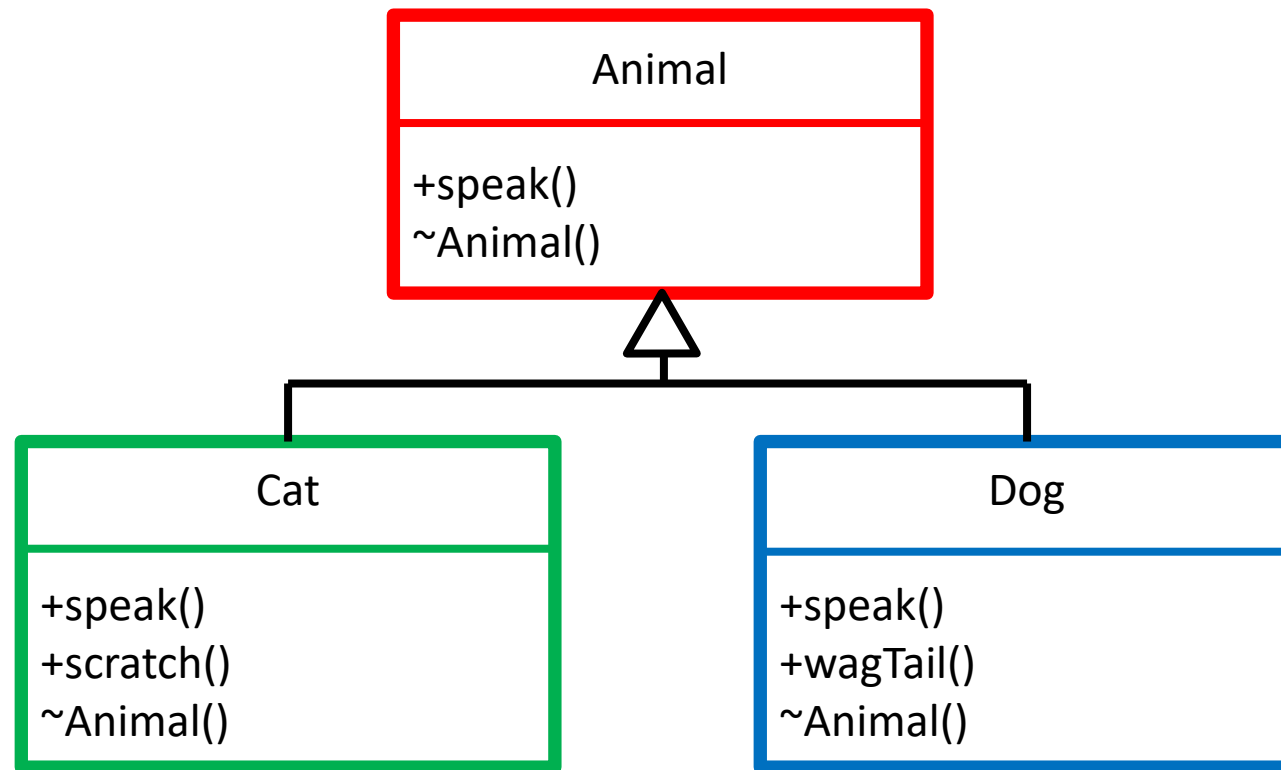 Animal
+speak()
~Animal()
Cat
+speak()
+scratch()
~Animal()
Dog
+speak()
+wagTail()
~Animal()